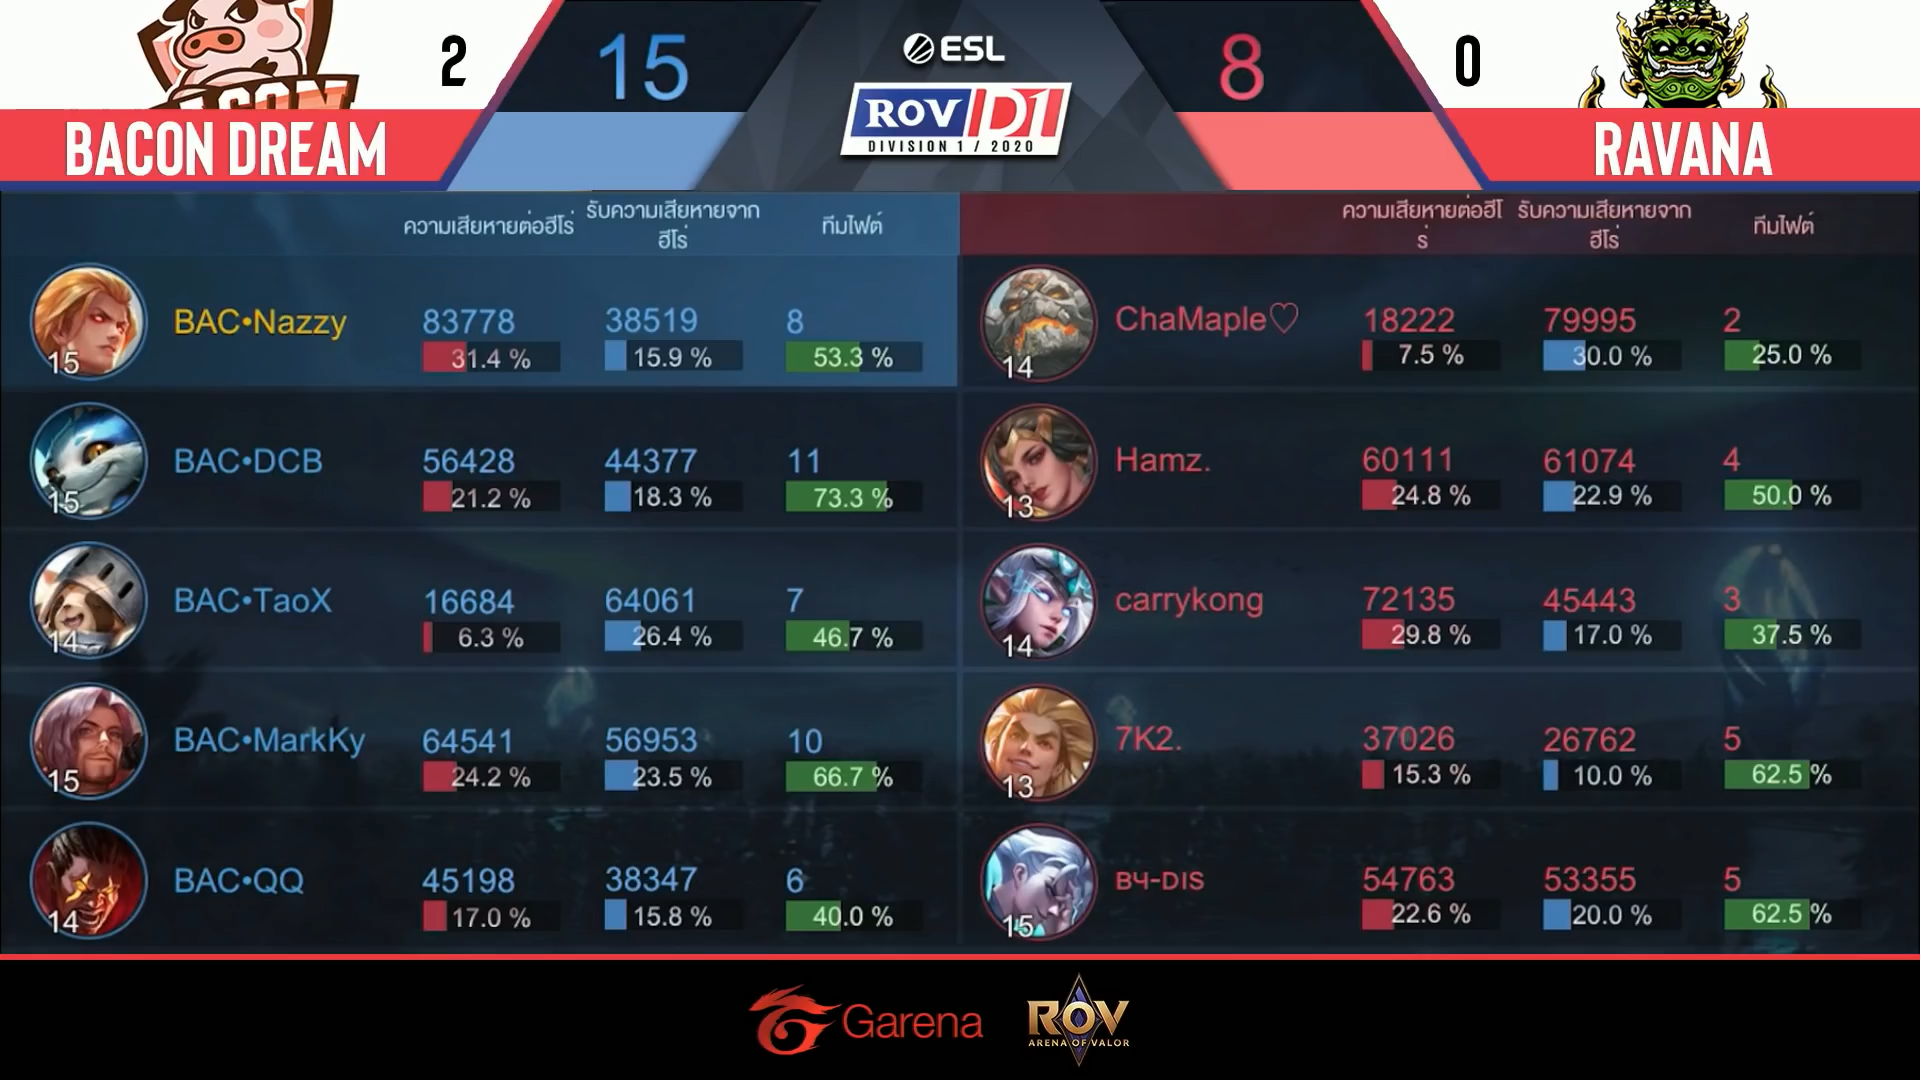 2
15
ESL
8
0
ROV D1
DIVISION 1 / 2020
BACON DREAM
RAVANA
ความเสียหายต่อฮีโร่
รับความเสียหายจาก
ฮีโร่
ทีมไฟต์
ความเสียหายต่อฮีโ
ร่
รับความเสียหายจาก
ฮีโร่
ทีมไฟต์
15
BAC•Nazzy
83778
31.4 %
38519
15.9 %
8
53.3 %
14
ChaMaple♡
18222
7.5 %
79995
30.0 %
2
25.0 %
15
BAC•DCB
56428
21.2 %
44377
18.3 %
11
73.3 %
13
Hamz.
60111
24.8 %
61074
22.9 %
4
50.0 %
14
BAC•TaoX
16684
6.3 %
64061
26.4 %
7
46.7 %
14
carrykong
72135
29.8 %
45443
17.0 %
3
37.5 %
15
BAC•MarkKy
64541
24.2 %
56953
23.5 %
10
66.7 %
13
7K2.
37026
15.3 %
26762
10.0 %
5
62.5 %
14
BAC•QQ
45198
17.0 %
38347
15.8 %
6
40.0 %
15
вч-DIS
54763
22.6 %
53355
20.0 %
5
62.5 %
Garena
ROV
ARENA OF VALOR